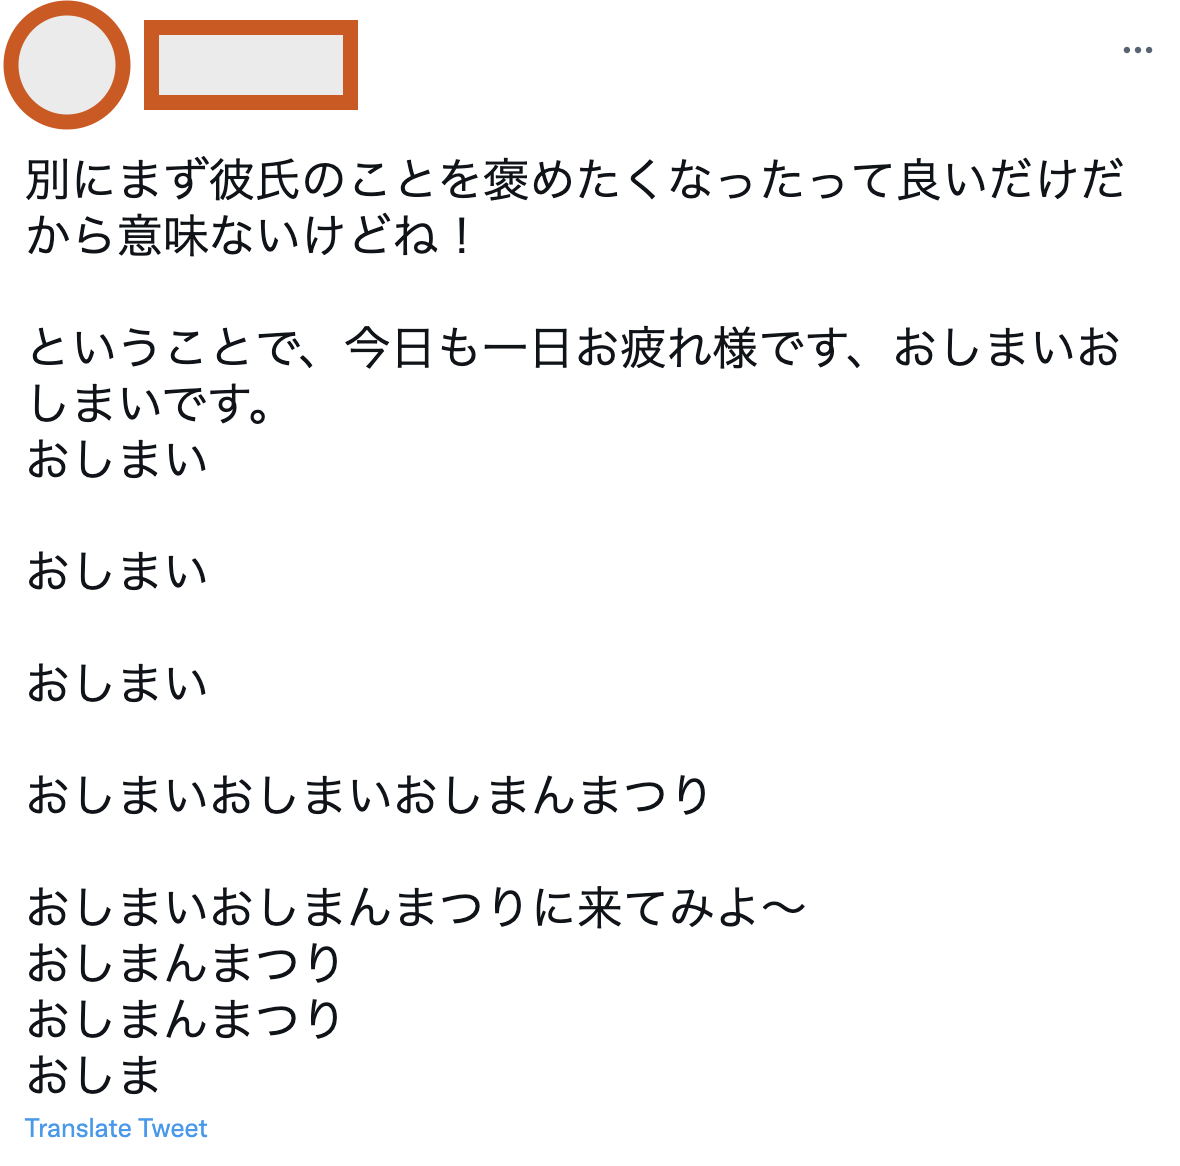 別にまず彼氏のことを褒めたくなったって良いだけだ
から意味ないけどね！
ということで、今日も一日お疲れ様です、おしまいお
しまいです。
おしまい
おしまい
おしまい
おしまいおしまいおしまんまつり
おしまいおしまんまつりに来てみよ〜
おしまんまつり
おしまんまつり
おしま
Translate Tweet